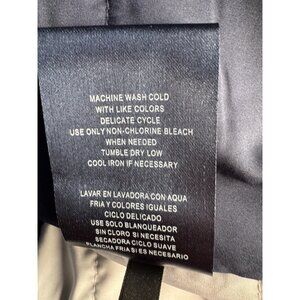 MACHINE WASH COLD
WITH LIKE COLORS
DELICATE CYCLE
USE ONLY NON-CHLORINE BLEACH
WHEN NEEDED
TUMBLE DRY LOW
COOL IRON IF NECESSARY
LAVAR EN LAVADORA CON AQUA
FRIA Y COLORES IGUALES
CICLO DELICADO
USE SOLO BLANQUEADOR
SIN CLORO SI NECESITA
SECADORA CICLO SUAVE
PLANCHA FRIA SI ES NECESARIO